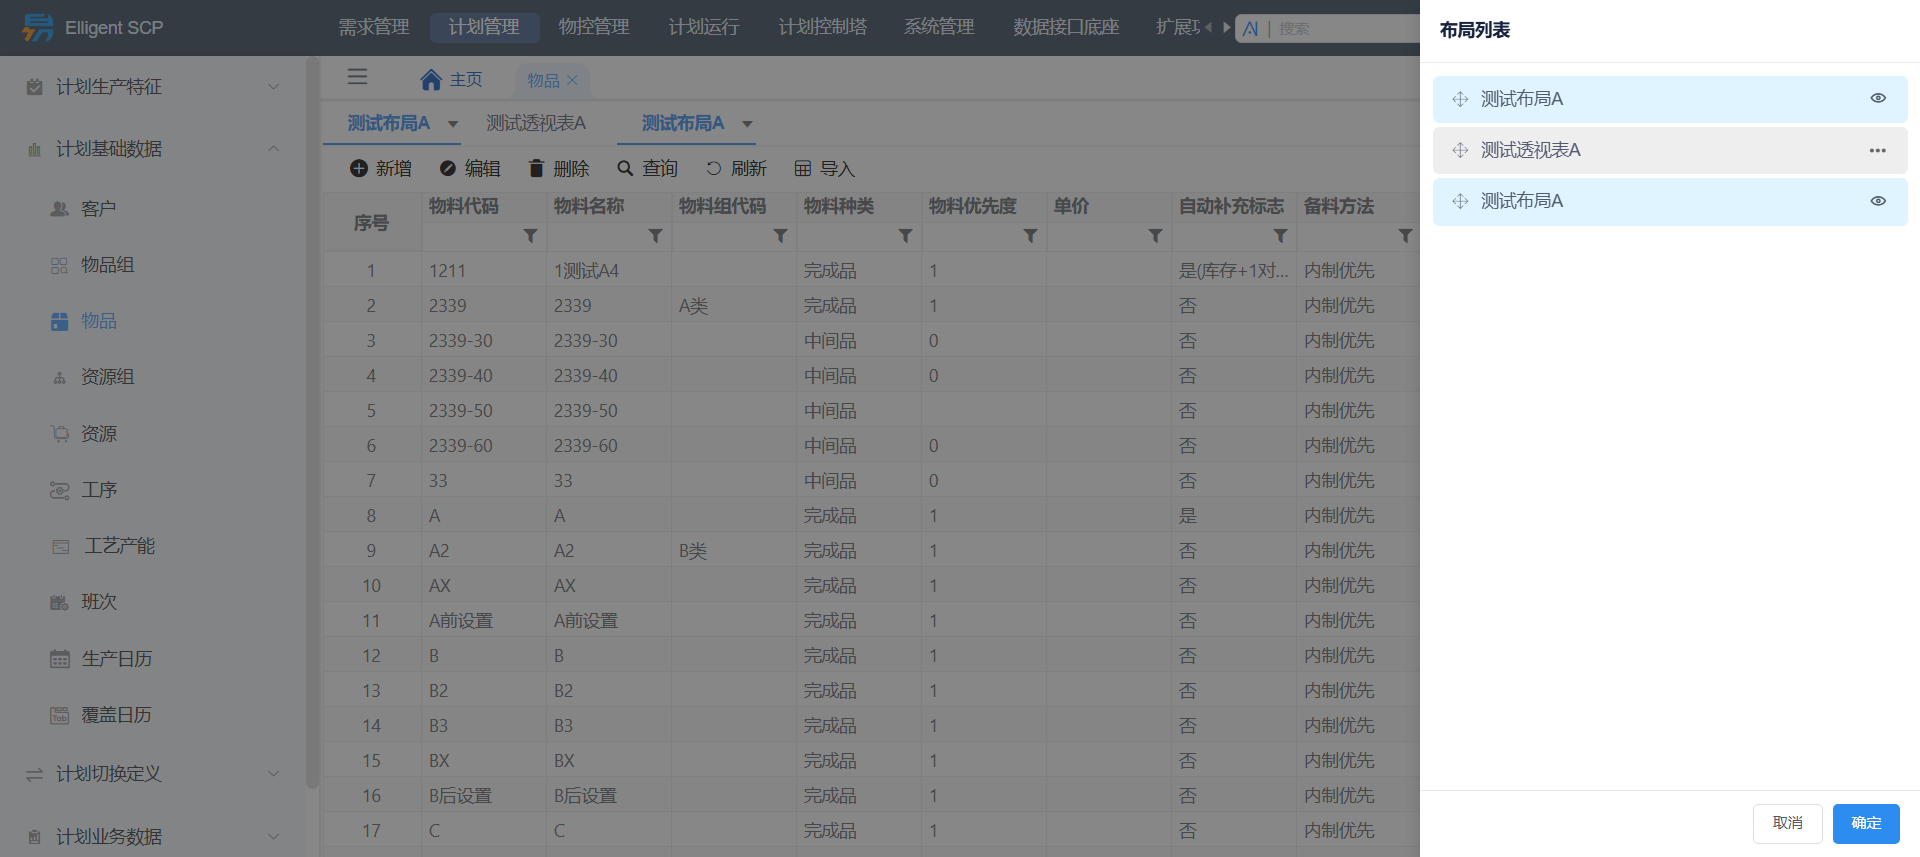 Elligent SCP
需求管理 计划管理 物控管理 计划运行 计划控制塔 系统管理 数据接口底座 扩展
AI | 搜索
计划生产特征
计划基础数据
客户
物品组
物品
资源组
资源
工序
工艺产能
班次
生产日历
Tab 覆盖日历
计划切换定义
计划业务数据
主页 物品
测试布局A 测试透视表A 测试布局A
新增 编辑 删除 查询 刷新 导入
序号 物料代码 物料名称 物料组代码 物料种类 物料优先度 单价 自动补充标志 备料方法
1 1211 1测试A4 完成品 1 是(库存+1对... 内制优先
2 2339 2339 A类 完成品 1 否 内制优先
3 2339-30 2339-30 中间品 0 否 内制优先
4 2339-40 2339-40 中间品 0 否 内制优先
5 2339-50 2339-50 中间品 否 内制优先
6 2339-60 2339-60 中间品 0 否 内制优先
7 33 33 中间品 0 否 内制优先
8 A A 完成品 1 是 内制优先
9 A2 A2 B类 完成品 1 否 内制优先
10 AX AX 完成品 1 否 内制优先
11 A前设置 A前设置 完成品 1 否 内制优先
12 B B 完成品 1 否 内制优先
13 B2 B2 完成品 1 否 内制优先
14 B3 B3 完成品 1 否 内制优先
15 BX BX 完成品 1 否 内制优先
16 B后设置 B后设置 完成品 1 否 内制优先
17 C C 完成品 1 否 内制优先
布局列表
测试布局A
测试透视表A
测试布局A
取消 确定